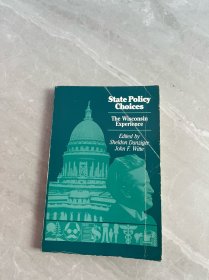 State Policy
Choices
The Wisconsin
Experience
Edited by
Sheldon Danziger
John F. Witte